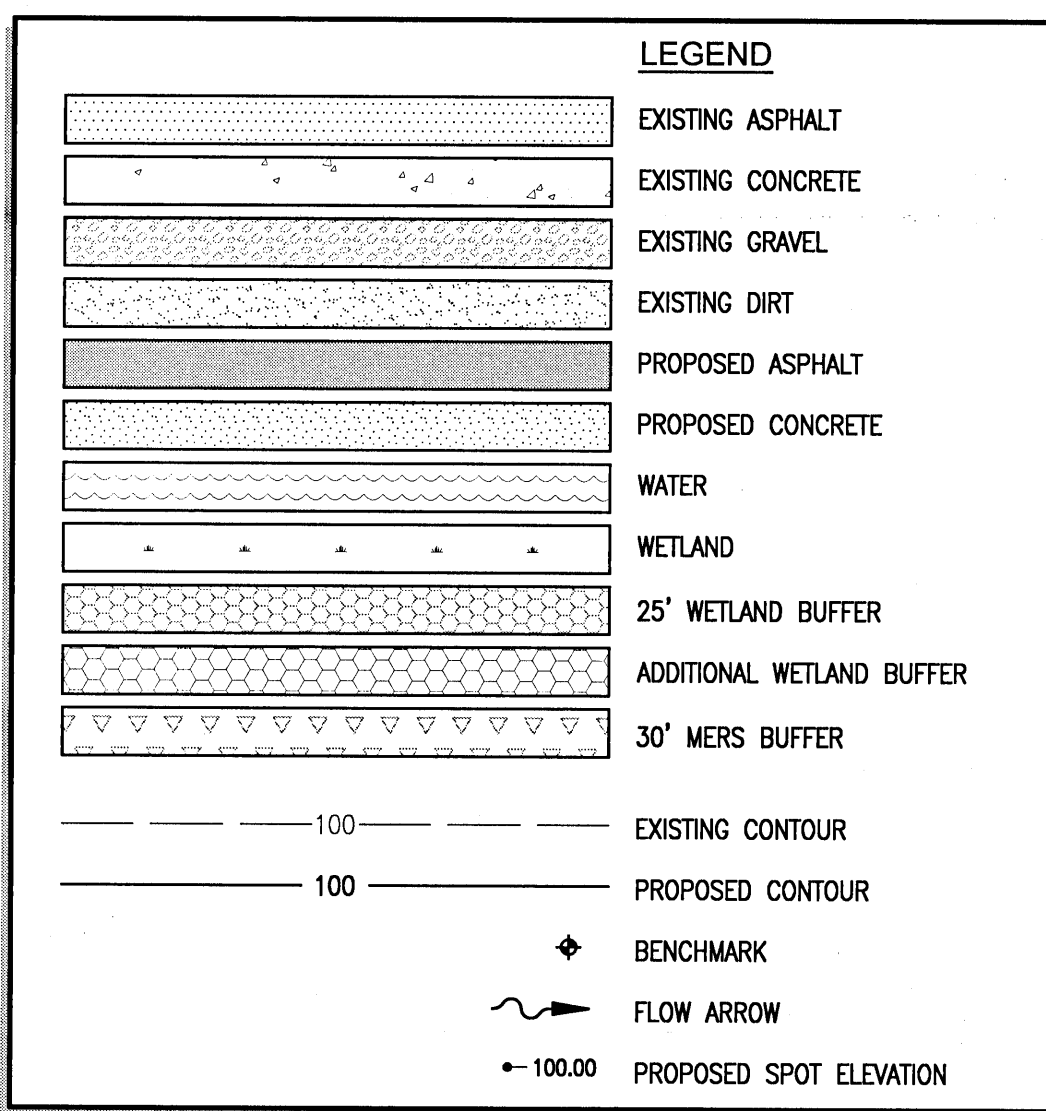 LEGEND
EXISTING ASPHALT
EXISTING CONCRETE
EXISTING GRAVEL
EXISTING DIRT
PROPOSED ASPHALT
PROPOSED CONCRETE
WATER
WETLAND
25' WETLAND BUFFER
ADDITIONAL WETLAND BUFFER
30' MERS BUFFER
100 EXISTING CONTOUR
100 PROPOSED CONTOUR
BENCHMARK
FLOW ARROW
100.00 PROPOSED SPOT ELEVATION